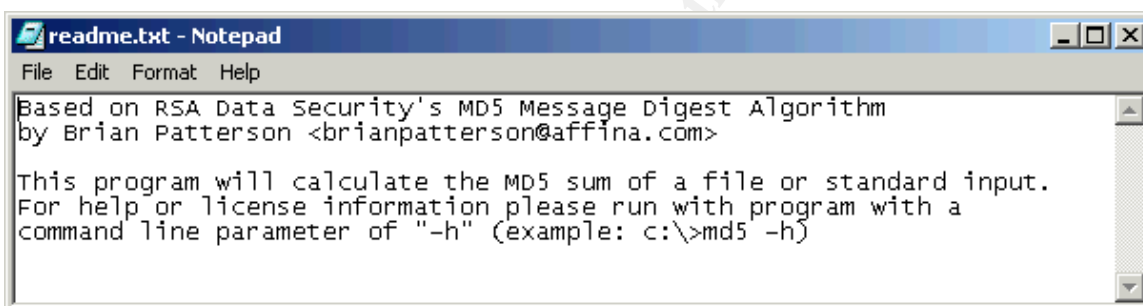 readme.txt - Notepad
File Edit Format Help
Based on RSA Data Security's MD5 Message Digest Algorithm
by Brian Patterson <brianpatterson@affina.com>
This program will calculate the MD5 sum of a file or standard input.
For help or license information please run with program with a
command line parameter of "-h" (example: c:\>md5 -h)